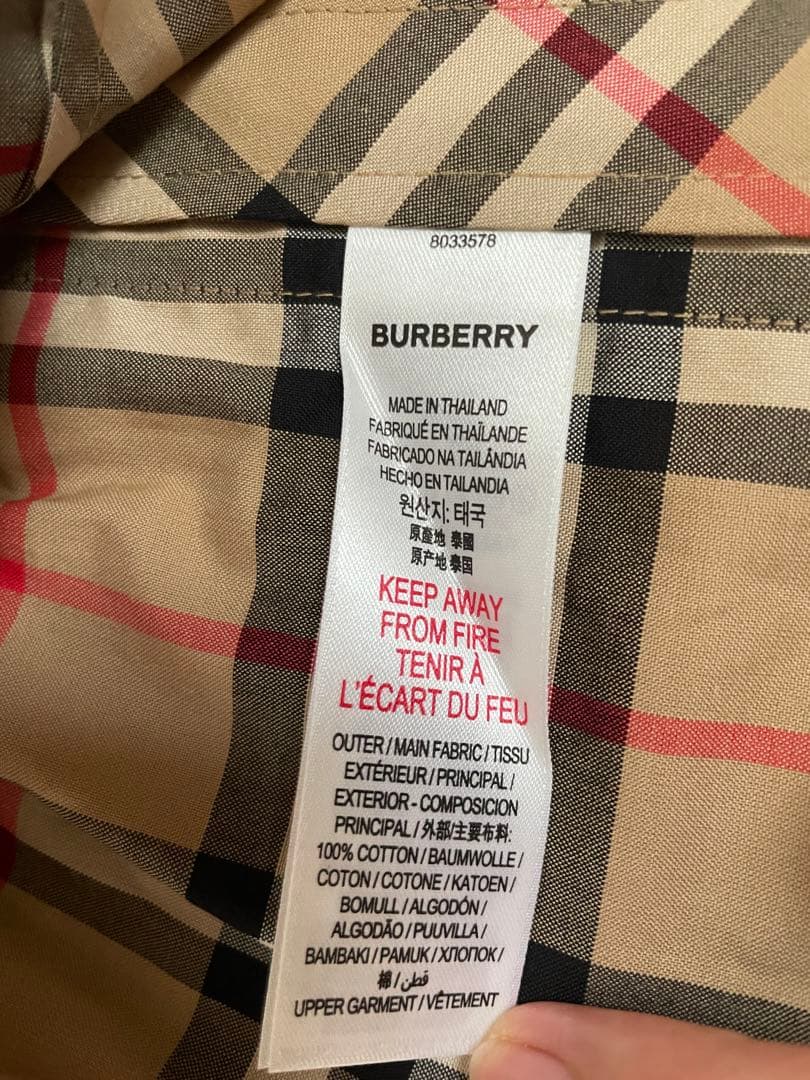 8033578
BURBERRY
MADE IN THAILAND
FABRIQUÉ EN THAÏLANDE
FABRICADO NA TAILÂNDIA
HECHO EN TAILANDIA
원산지: 태국
原產地 泰國
原产地 泰国
KEEP AWAY
FROM FIRE
TENIR À
L'ÉCART DU FEU
OUTER / MAIN FABRIC / TISSU
EXTÉRIEUR / PRINCIPAL /
EXTERIOR - COMPOSICION
PRINCIPAL / 外部/主要布料:
100% COTTON / BAUMWOLLE /
COTON / COTONE / KATOEN /
BOMULL / ALGODÓN /
ALGODÃO / PUUVILLA /
BAMBAKI / PAMUK / ХЛОПОК /
棉 / قطن /
UPPER GARMENT / VÊTEMENT